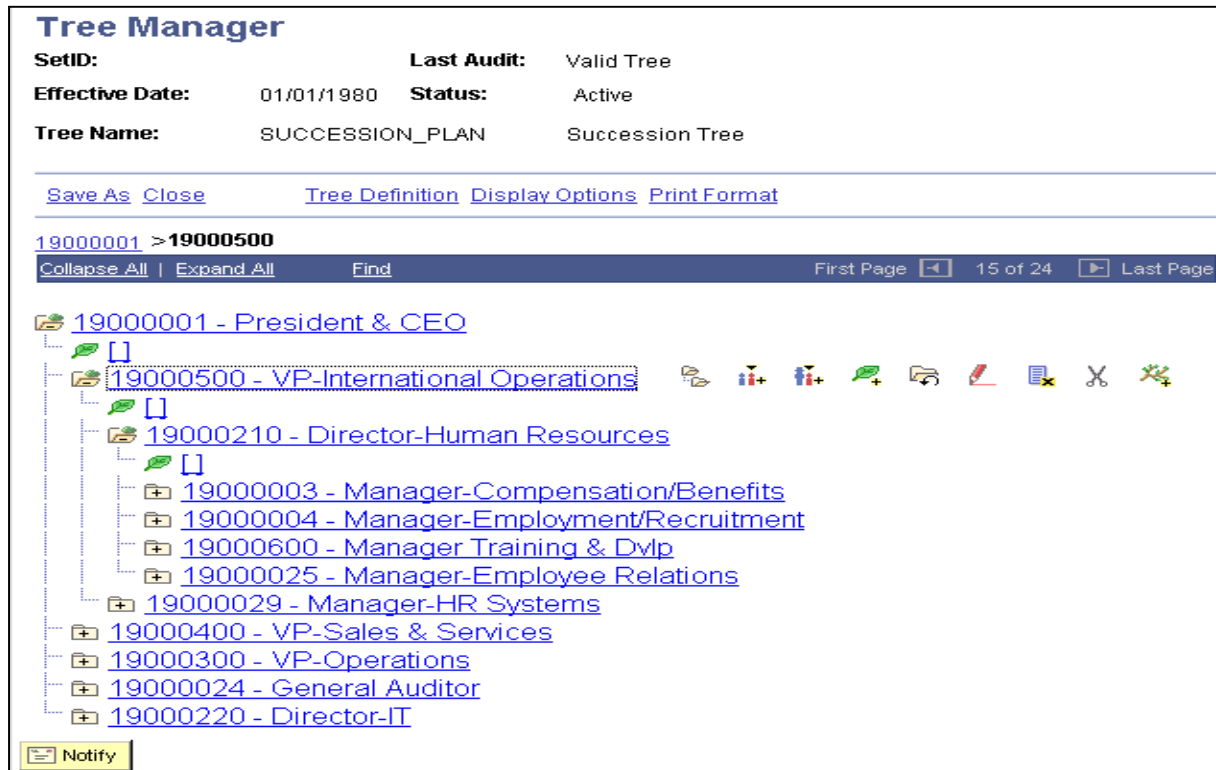 Tree Manager
SetID: Last Audit: Valid Tree
Effective Date: 01/01/1980 Status: Active
Tree Name: SUCCESSION_PLAN Succession Tree
Save As Close Tree Definition Display Options Print Format
19000001 >19000500
Collapse All | Expand All Find First Page 15 of 24 Last Page
19000001 - President & CEO
[]
19000500 - VP-International Operations
[]
19000210 - Director-Human Resources
[]
19000003 - Manager-Compensation/Benefits
19000004 - Manager-Employment/Recruitment
19000600 - Manager Training & Dvlp
19000025 - Manager-Employee Relations
19000029 - Manager-HR Systems
19000400 - VP-Sales & Services
19000300 - VP-Operations
19000024 - General Auditor
19000220 - Director-IT
Notify